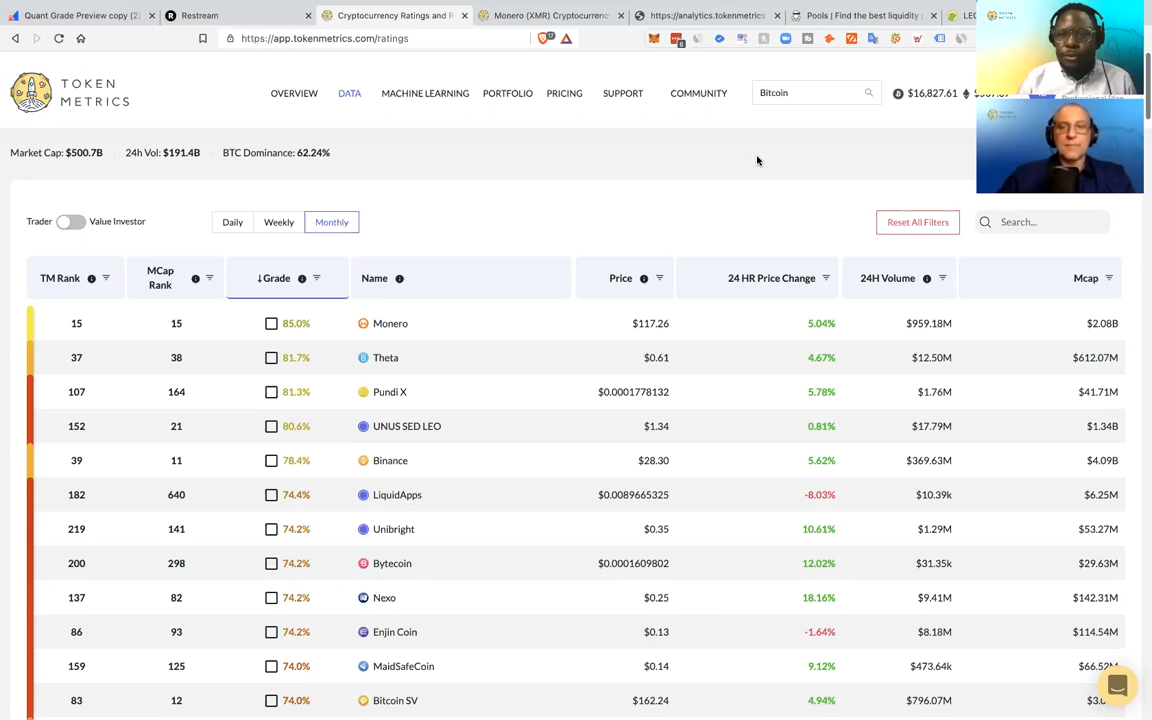 Quant Grade Preview copy (2)
Restream
Cryptocurrency Ratings and R
Monero (XMR) Cryptocurrenc
https://analytics.tokenmetrics.
Pools | Find the best liquidity
LEO
https://app.tokenmetrics.com/ratings
17
6
TOKEN METRICS
OVERVIEW DATA MACHINE LEARNING PORTFOLIO PRICING SUPPORT COMMUNITY
Bitcoin
$16,827.61
Market Cap: $500.7B 24h Vol: $191.4B BTC Dominance: 62.24%
Trader Value Investor Daily Weekly Monthly Reset All Filters Search...
TM Rank MCap Rank ↓Grade Name Price 24 HR Price Change 24H Volume Mcap
15 15 85.0% Monero $117.26 5.04% $959.18M $2.08B
37 38 81.7% Theta $0.61 4.67% $12.50M $612.07M
107 164 81.3% Pundi X $0.0001778132 5.78% $1.76M $41.71M
152 21 80.6% UNUS SED LEO $1.34 0.81% $17.79M $1.34B
39 11 78.4% Binance $28.30 5.62% $369.63M $4.09B
182 640 74.4% LiquidApps $0.0089665325 -8.03% $10.39k $6.25M
219 141 74.2% Unibright $0.35 10.61% $1.29M $53.27M
200 298 74.2% Bytecoin $0.0001609802 12.02% $31.35k $29.63M
137 82 74.2% Nexo $0.25 18.16% $9.41M $142.31M
86 93 74.2% Enjin Coin $0.13 -1.64% $8.18M $114.54M
159 125 74.0% MaidSafeCoin $0.14 9.12% $473.64k $66.52M
83 12 74.0% Bitcoin SV $162.24 4.94% $796.07M